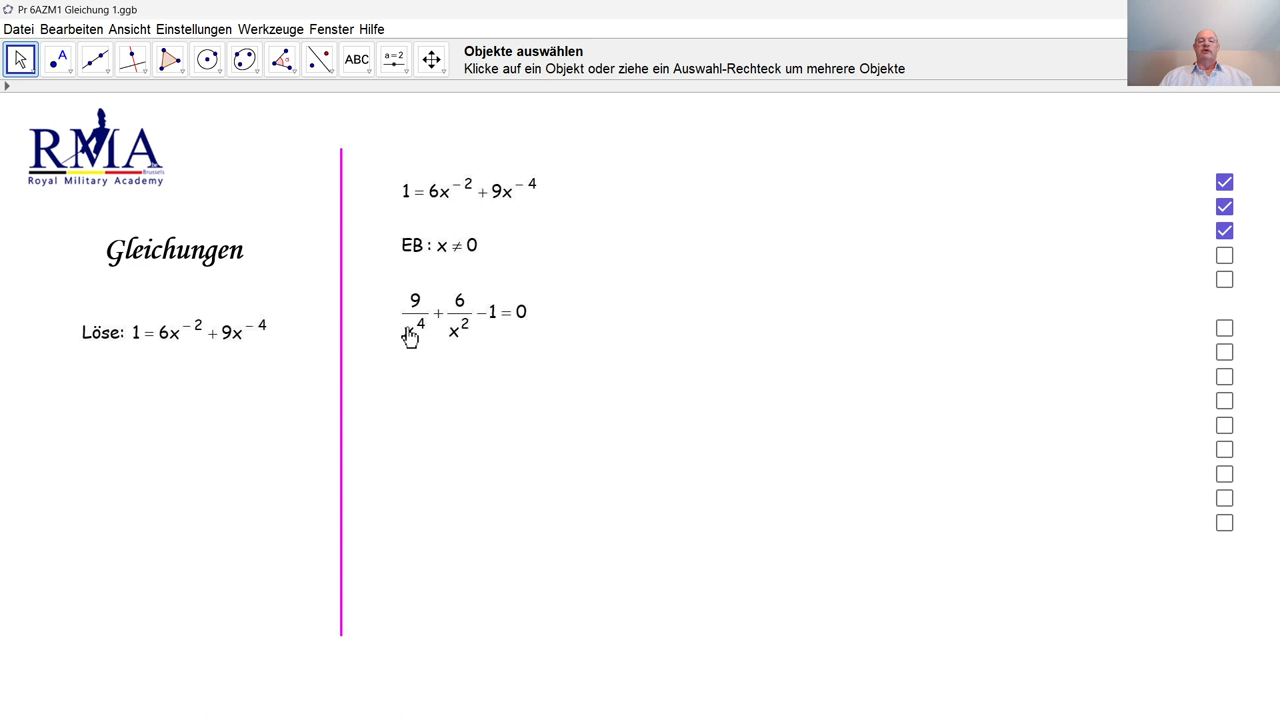 Pr 6AZM1 Gleichung 1.ggb
Datei Bearbeiten Ansicht Einstellungen Werkzeuge Fenster Hilfe
A
ABC
a=2
Objekte auswählen
Klicke auf ein Objekt oder ziehe ein Auswahl-Rechteck um mehrere Objekte
RMA
Brussels
Royal Military Academy
Gleichungen
Löse: 1 = 6x⁻² + 9x⁻⁴
1 = 6x⁻² + 9x⁻⁴
EB : x ≠ 0
9/x⁴ + 6/x² − 1 = 0